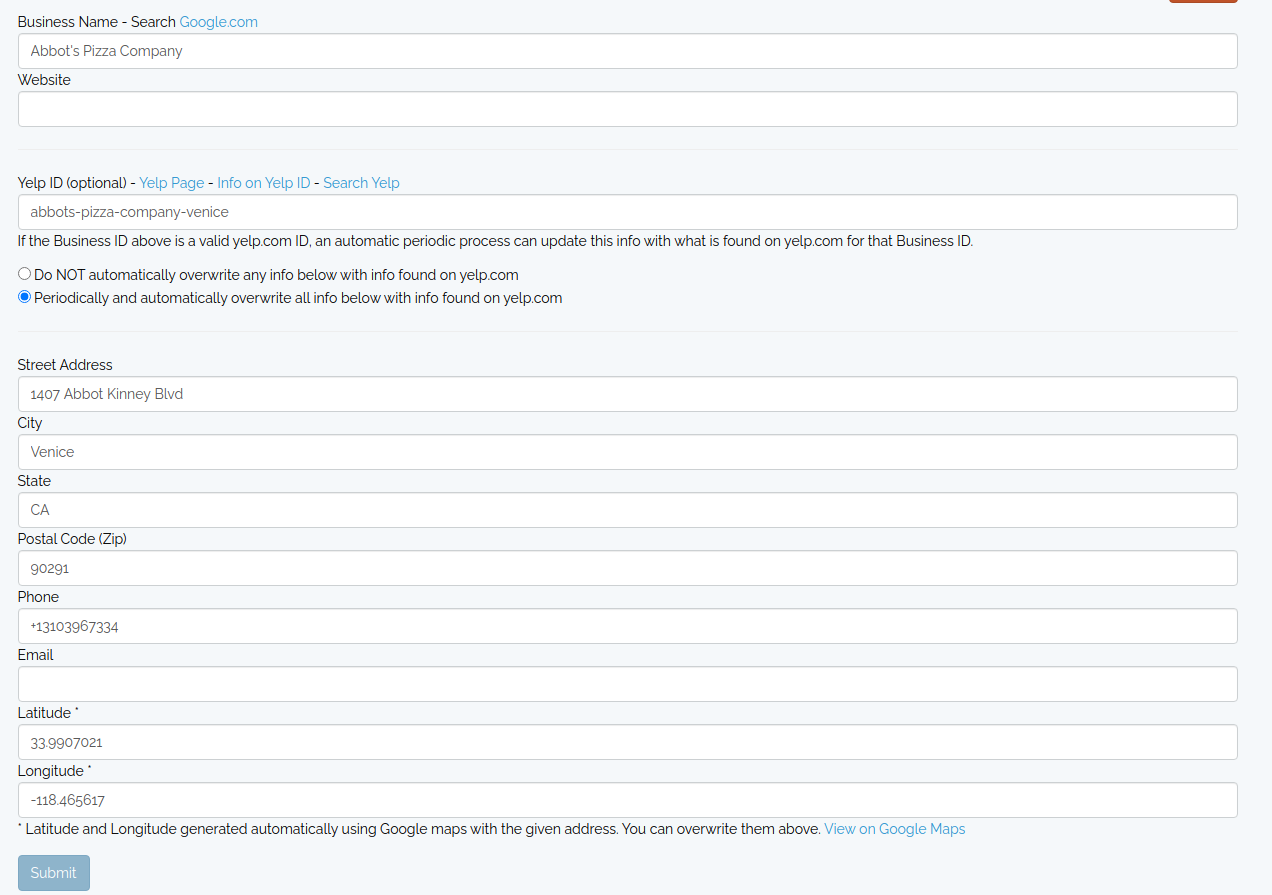 Business Name - Search Google.com
Abbot's Pizza Company
Website
Yelp ID (optional) - Yelp Page - Info on Yelp ID - Search Yelp
abbots-pizza-company-venice
If the Business ID above is a valid yelp.com ID, an automatic periodic process can update this info with what is found on yelp.com for that Business ID.
Do NOT automatically overwrite any info below with info found on yelp.com
Periodically and automatically overwrite all info below with info found on yelp.com
Street Address
1407 Abbot Kinney Blvd
City
Venice
State
CA
Postal Code (Zip)
90291
Phone
+13103967334
Email
Latitude *
33.9907021
Longitude *
-118.465617
* Latitude and Longitude generated automatically using Google maps with the given address. You can overwrite them above. View on Google Maps
Submit